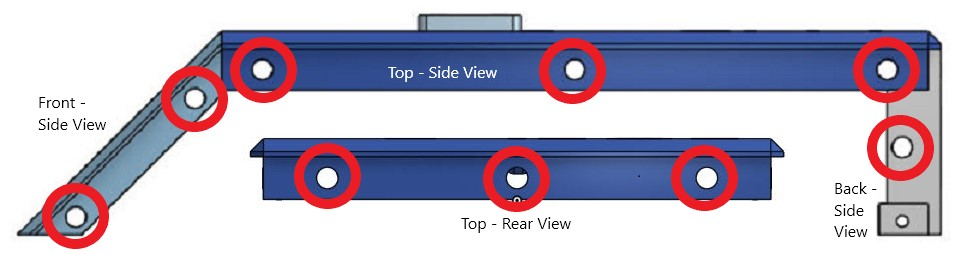 Top - Side View
Front -
Side View
Back -
Side
View
Top - Rear View